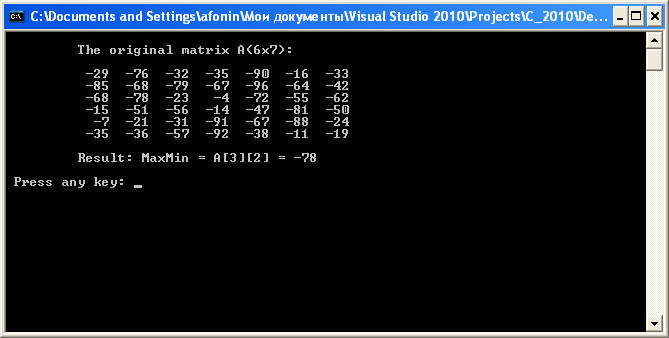 C:\Documents and Settings\afonin\Мои документы\Visual Studio 2010\Projects\C_2010\De...
The original matrix A(6x7):
-29 -76 -32 -35 -90 -16 -33
-85 -68 -79 -67 -96 -64 -42
-68 -78 -23 -4 -72 -55 -62
-15 -51 -56 -14 -47 -81 -50
-7 -21 -31 -91 -67 -88 -24
-35 -36 -57 -92 -38 -11 -19
Result: MaxMin = A[3][2] = -78
Press any key: _